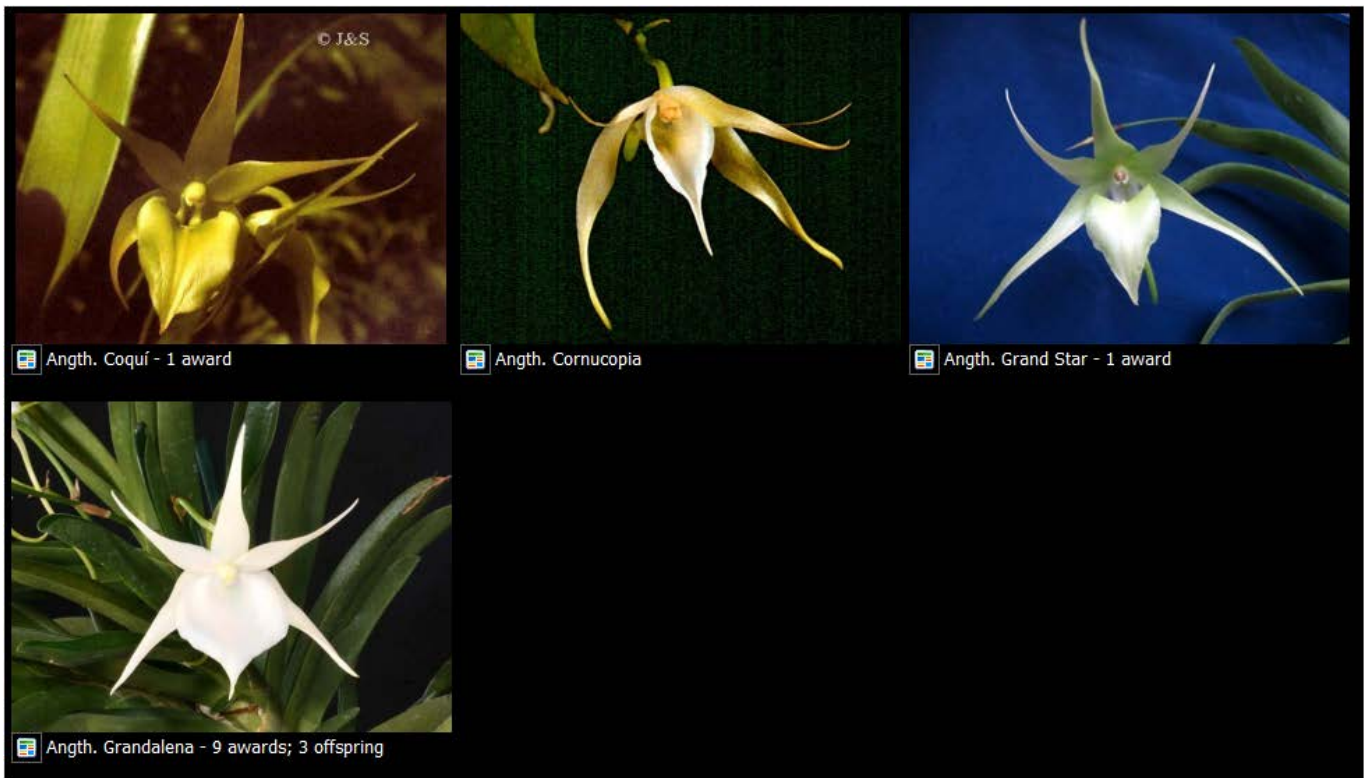 © J&S
Angth. Coquí - 1 award
Angth. Cornucopia
Angth. Grand Star - 1 award
Angth. Grandalena - 9 awards; 3 offspring